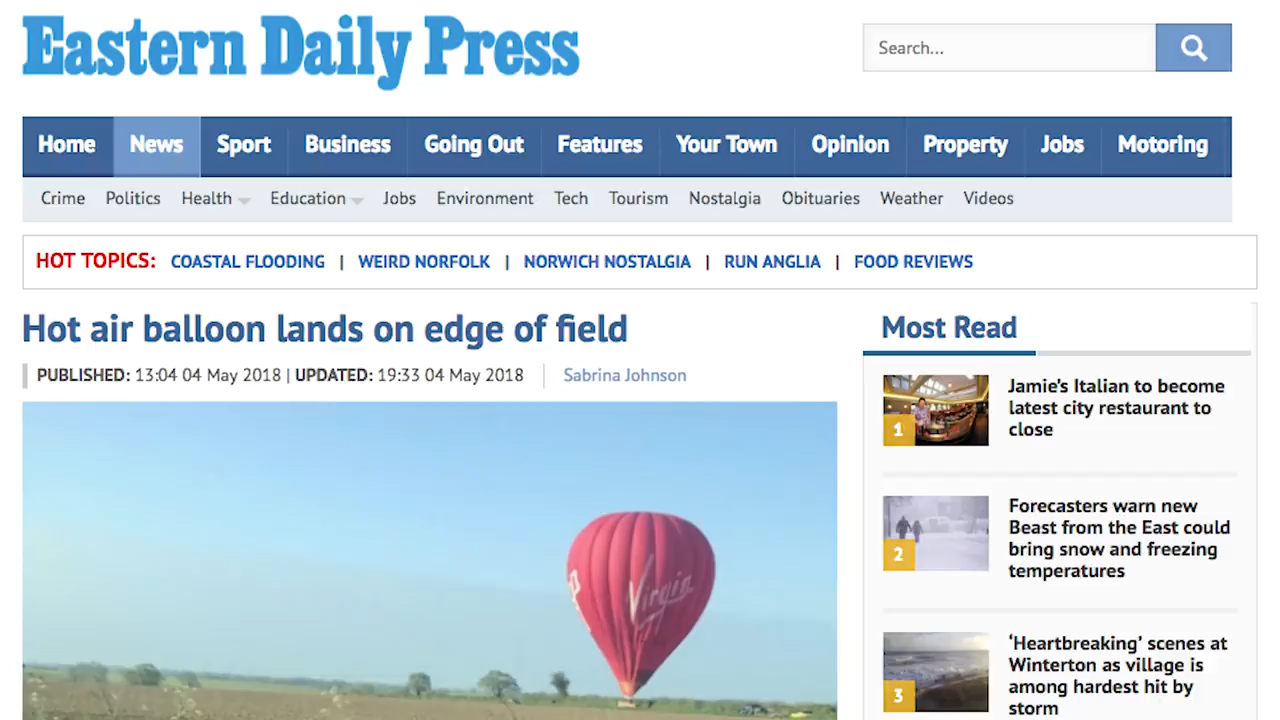 Eastern Daily Press
Search...
Home News Sport Business Going Out Features Your Town Opinion Property Jobs Motoring
Crime Politics Health Education Jobs Environment Tech Tourism Nostalgia Obituaries Weather Videos
HOT TOPICS: COASTAL FLOODING | WEIRD NORFOLK | NORWICH NOSTALGIA | RUN ANGLIA | FOOD REVIEWS
Hot air balloon lands on edge of field
PUBLISHED: 13:04 04 May 2018 | UPDATED: 19:33 04 May 2018 Sabrina Johnson
Virgin
Most Read
1
Jamie's Italian to become
latest city restaurant to
close
2
Forecasters warn new
Beast from the East could
bring snow and freezing
temperatures
3
‘Heartbreaking’ scenes at
Winterton as village is
among hardest hit by
storm